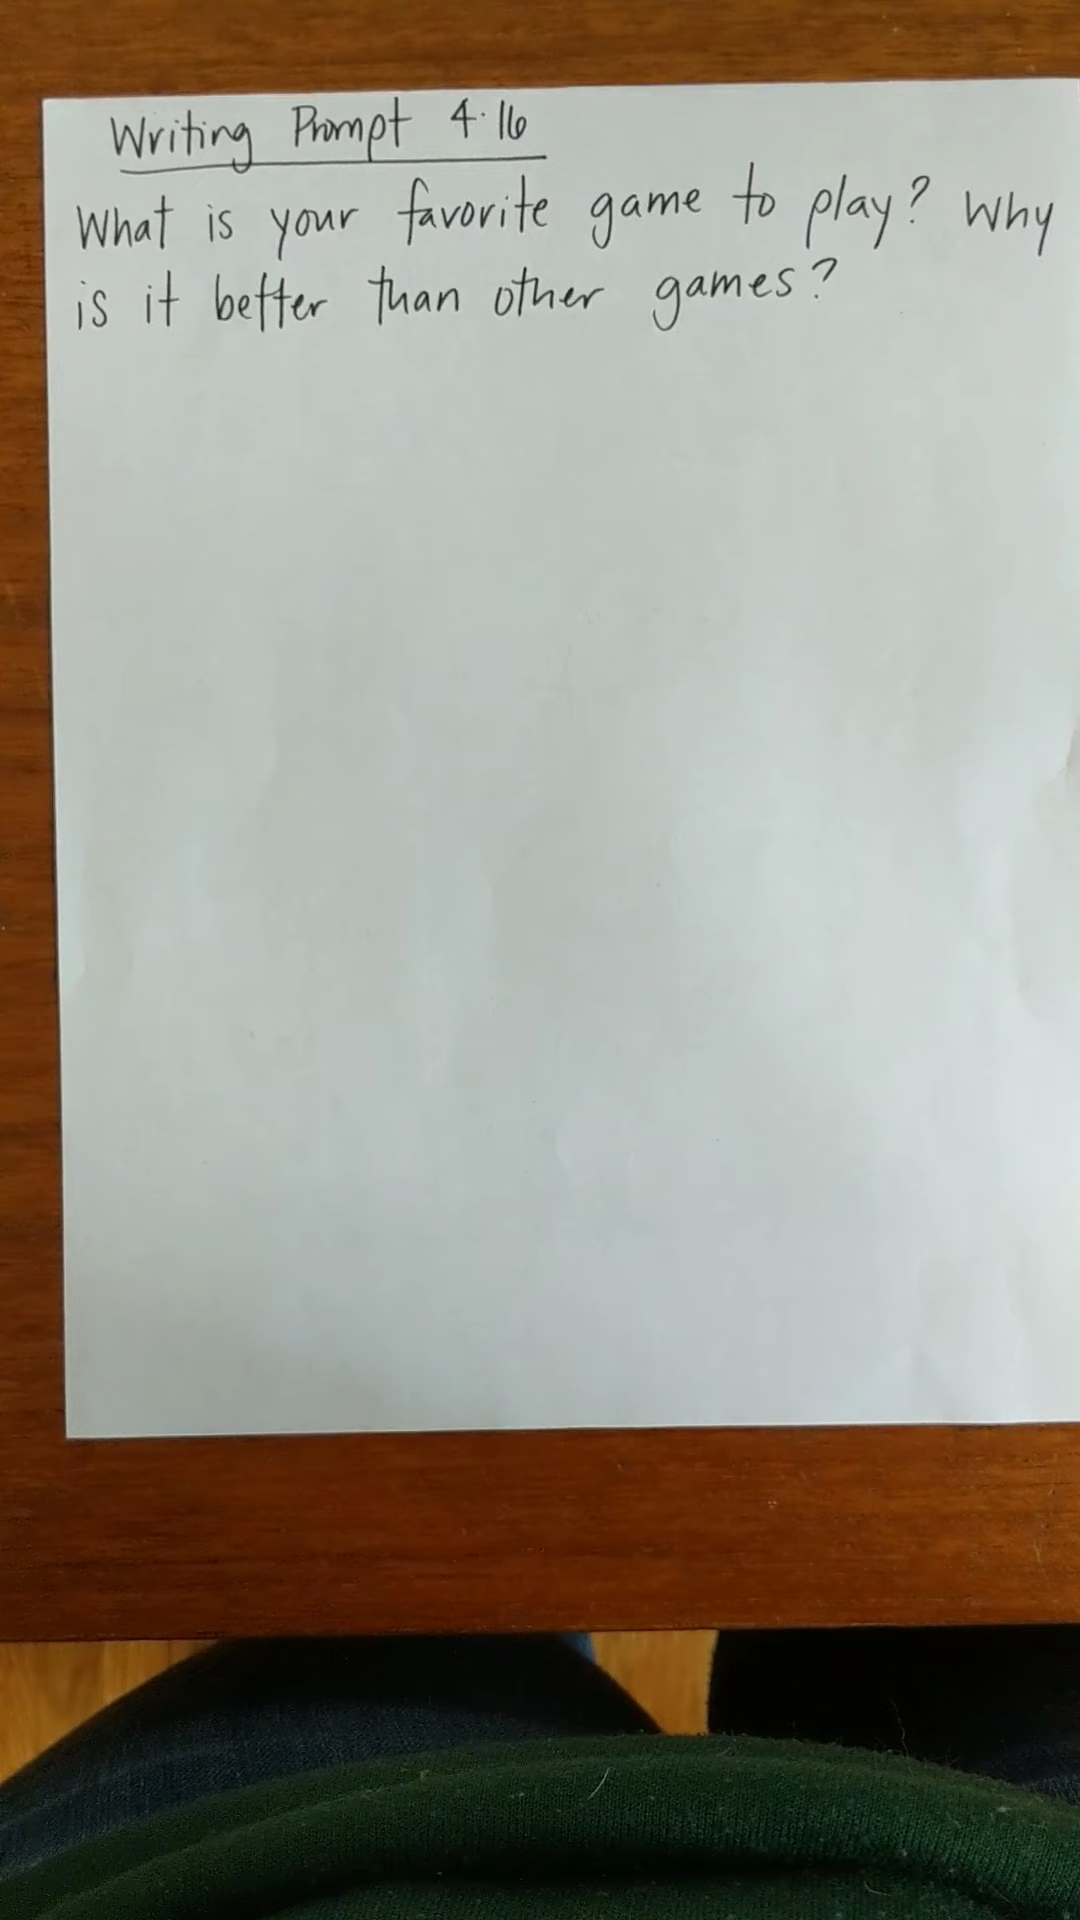 Writing Prompt 4.16
What is your favorite game to play? Why
is it better than other games?